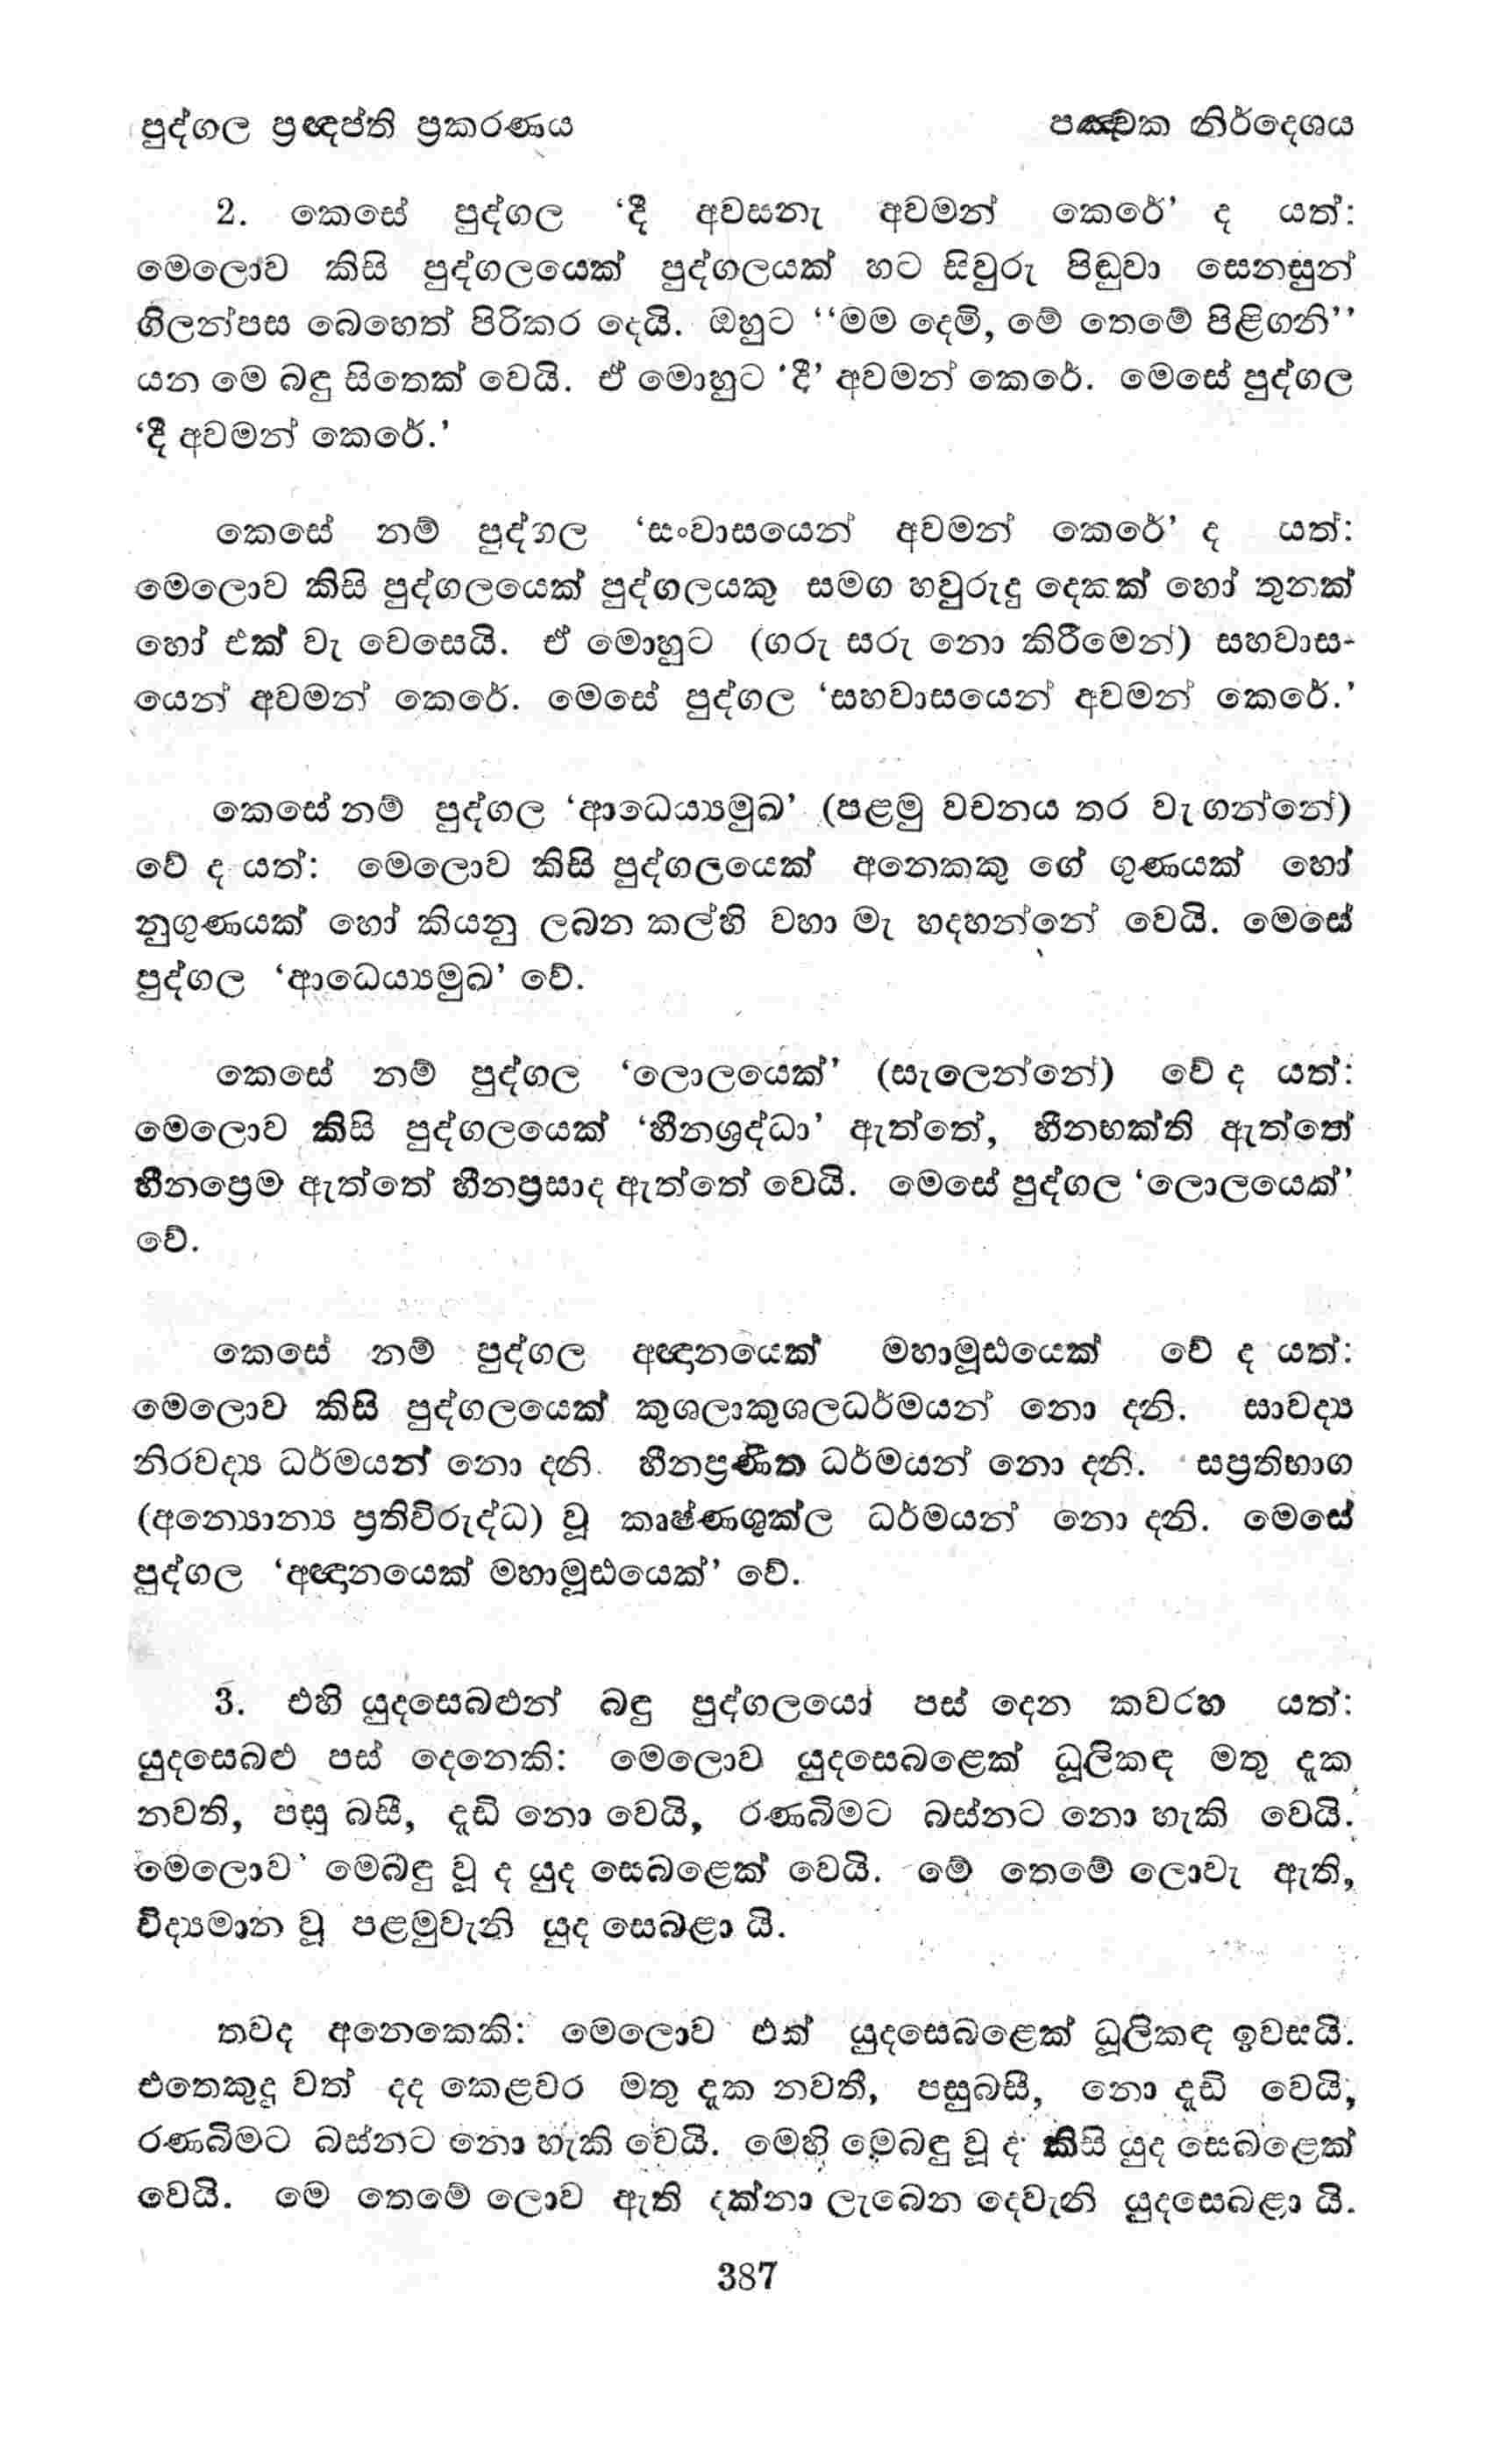 පුද්ගල ප්‍රඥප්ති ප්‍රකරණය
පඤ්චක නිර්දෙශය
2. කෙසේ පුද්ගල ‘දී අවසනැ අවමන් කෙරේ’ ද යත්:
මෙලොව කිසි පුද්ගලයෙක් පුද්ගලයක් හට සිවුරු පිඬුවා සෙනසුන්
ගිලන්පස බෙහෙත් පිරිකර දෙයි. ඔහුට “මම දෙමි, මේ තෙමේ පිළිගනි”
යන මෙ බඳු සිතෙක් වෙයි. ඒ මොහුට ‘දී’ අවමන් කෙරේ. මෙසේ පුද්ගල
‘දී අවමන් කෙරේ.’
කෙසේ නම් පුද්ගල ‘සංවාසයෙන් අවමන් කෙරේ’ ද යත්:
මෙලොව කිසි පුද්ගලයෙක් පුද්ගලයකු සමග හවුරුදු දෙකක් හෝ තුනක්
හෝ එක් වැ වෙසෙයි. ඒ මොහුට (ගරු සරු නො කිරීමෙන්) සහවාස-
යෙන් අවමන් කෙරේ. මෙසේ පුද්ගල ‘සහවාසයෙන් අවමන් කෙරේ.’
කෙසේ නම් පුද්ගල ‘ආධෙය්‍යමුඛ’ (පළමු වචනය තර වැ ගන්නේ)
වේ ද යත්: මෙලොව කිසි පුද්ගලයෙක් අනෙකකු ගේ ගුණයක් හෝ
නුගුණයක් හෝ කියනු ලබන කල්හි වහා මැ හදහන්නේ වෙයි. මෙසේ
පුද්ගල ‘ආධෙය්‍යමුඛ’ වේ.
කෙසේ නම් පුද්ගල ‘ලොලයෙක්’ (සැලෙන්නේ) වේ ද යත්:
මෙලොව කිසි පුද්ගලයෙක් ‘හීනශ්‍රද්ධා’ ඇත්තේ, හීනභක්ති ඇත්තේ
හීනප්‍රෙම ඇත්තේ හීනප්‍රසාද ඇත්තේ වෙයි. මෙසේ පුද්ගල ‘ලොලයෙක්’
වේ.
කෙසේ නම් පුද්ගල අඥානයෙක් මහාමූඪයෙක් වේ ද යත්:
මෙලොව කිසි පුද්ගලයෙක් කුශලාකුශලධර්මයන් නො දනි. සාවද්‍ය
නිරවද්‍ය ධර්මයන් නො දනි. හීනප්‍රණීත ධර්මයන් නො දනි. සප්‍රතිභාග
(අන්‍යොන්‍ය ප්‍රතිවිරුද්ධ) වූ කෘෂ්ණශුක්ල ධර්මයන් නො දනි. මෙසේ
පුද්ගල ‘අඥානයෙක් මහාමූඪයෙක්’ වේ.
3. එහි යුදසෙබළුන් බඳු පුද්ගලයෝ පස් දෙන කවරහ යත්:
යුදසෙබළු පස් දෙනෙකි: මෙලොව යුදසෙබළෙක් ධූලිකඳ මතු දැක
නවති, පසු බසී, දැඩි නො වෙයි, රණබිමට බස්නට නො හැකි වෙයි.
මෙලොව මෙබඳු වූ ද යුද සෙබළෙක් වෙයි. මේ තෙමේ ලොවැ ඇති,
විද්‍යමාන වූ පළමුවැනි යුද සෙබළා යි.
තවද අනෙකෙකි: මෙලොව එක් යුදසෙබළෙක් ධූලිකඳ ඉවසයි.
එතෙකුදු වත් දද කෙළවර මතු දැක නවතී, පසුබසී, නො දැඩි වෙයි,
රණබිමට බස්නට නො හැකි වෙයි. මෙහි මෙබඳු වූ ද කිසි යුද සෙබළෙක්
වෙයි. මෙ තෙමේ ලොව ඇති දක්නා ලැබෙන දෙවැනි යුදසෙබළා යි.
387